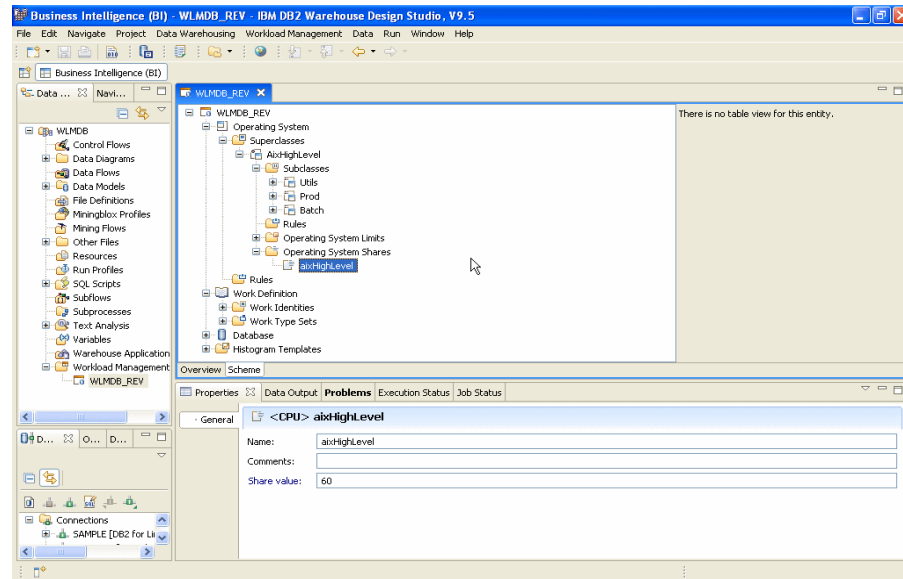 Business Intelligence (BI) - WLMDB_REV - IBM DB2 Warehouse Design Studio, V9.5
File Edit Navigate Project Data Warehousing Workload Management Data Run Window Help
Business Intelligence (BI)
Data ... Navi...
WLMDB
Control Flows
Data Diagrams
Data Flows
Data Models
File Definitions
Miningblox Profiles
Mining Flows
Other Files
Resources
Run Profiles
SQL Scripts
Subflows
Subprocesses
Text Analysis
Variables
Warehouse Application
Workload Management
WLMDB_REV
WLMDB_REV
WLMDB_REV
Operating System
Superclasses
AixHighLevel
Subclasses
Utils
Prod
Batch
Rules
Operating System Limits
Operating System Shares
aixHighLevel
Rules
Work Definition
Work Identities
Work Type Sets
Database
Histogram Templates
Overview Scheme
There is no table view for this entity.
Properties Data Output Problems Execution Status Job Status
General
<CPU> aixHighLevel
Name: aixHighLevel
Comments:
Share value: 60
D... O... D...
Connections
SAMPLE [DB2 for Li